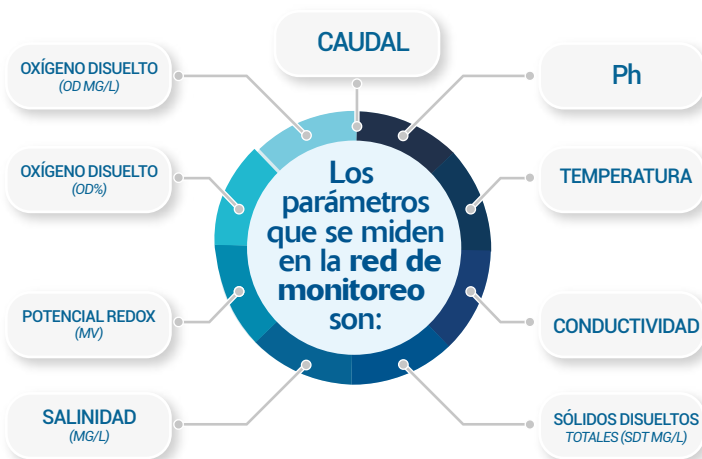 CAUDAL
OXÍGENO DISUELTO
(OD MG/L)
Ph
OXÍGENO DISUELTO
(OD%)
TEMPERATURA
Los
parámetros
que se miden
en la red de
monitoreo
son:
POTENCIAL REDOX
(MV)
CONDUCTIVIDAD
SALINIDAD
(MG/L)
SÓLIDOS DISUELTOS
TOTALES (SDT MG/L)